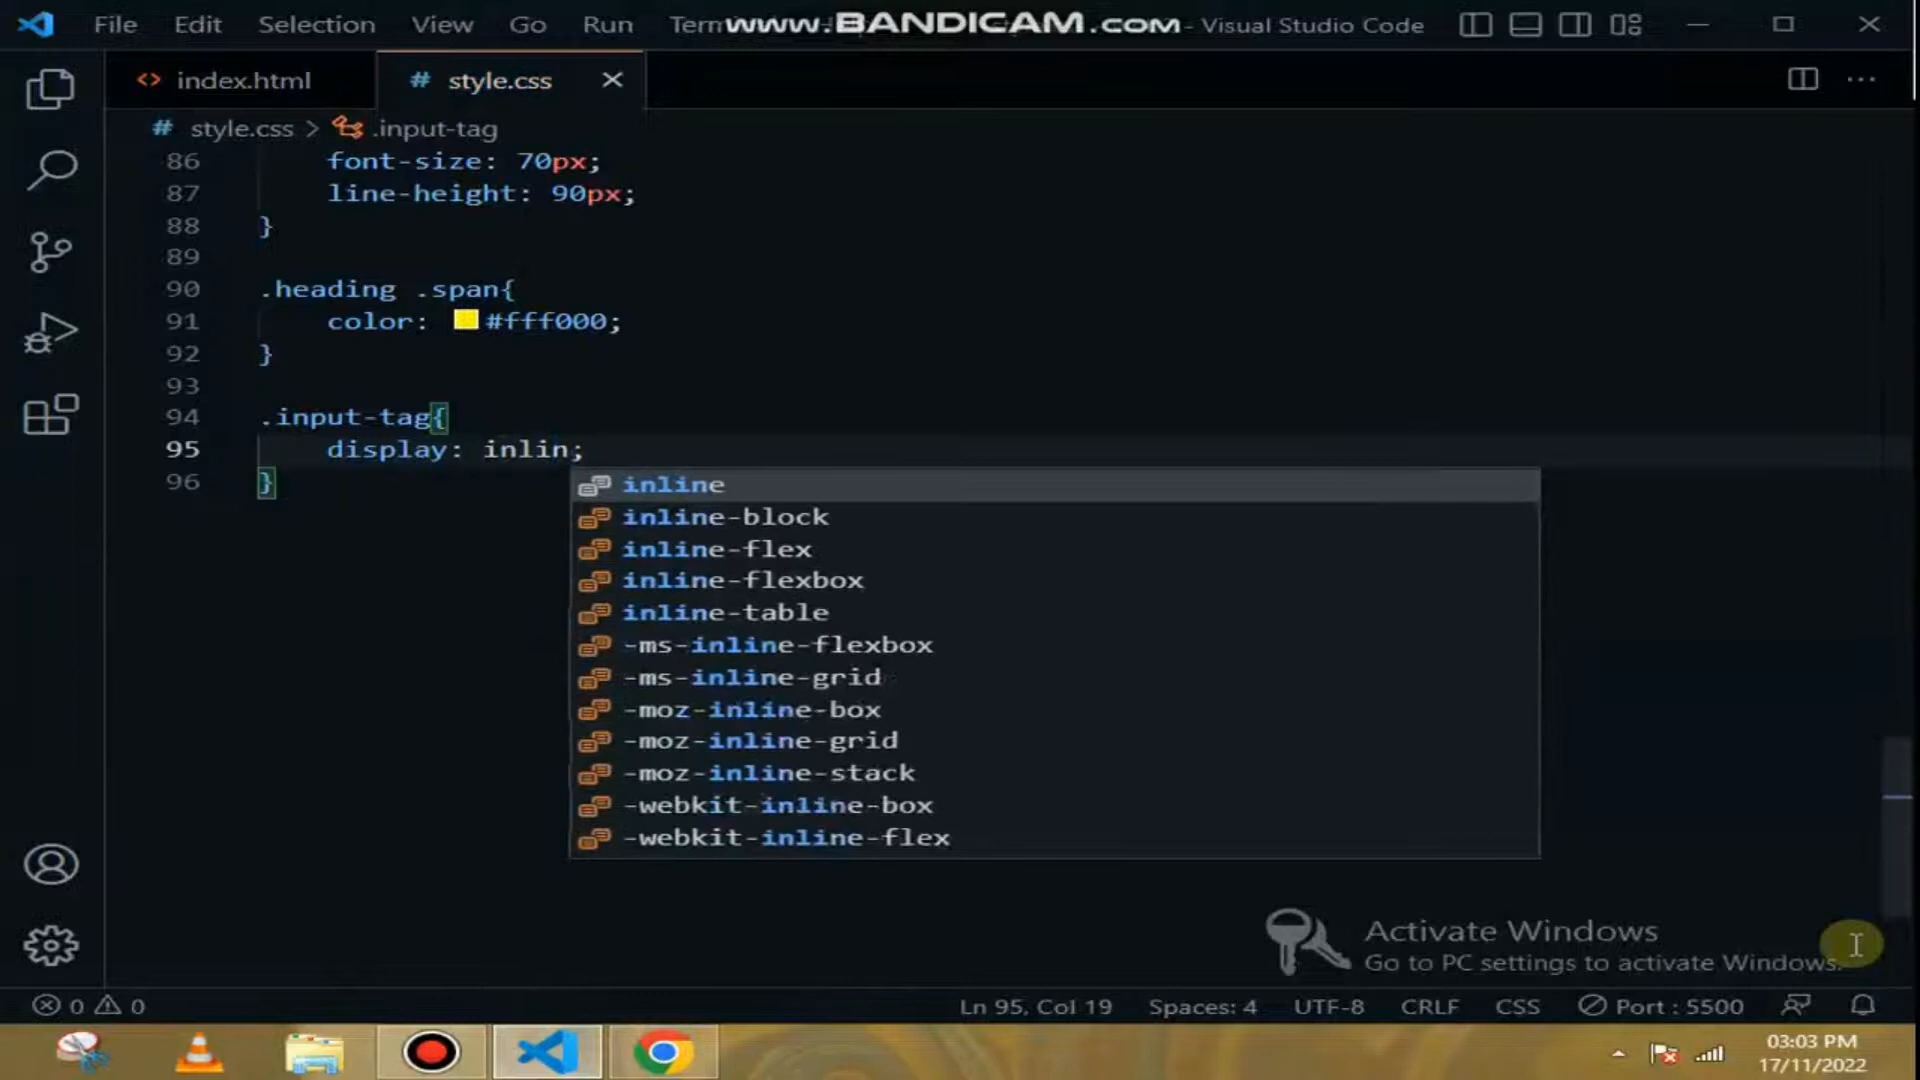 File Edit Selection View Go Run Term www.BANDICAM.com - Visual Studio Code
<> index.html # style.css ×
# style.css > .input-tag
86 font-size: 70px;
87 line-height: 90px;
88 }
89
90 .heading .span{
91 color: #fff000;
92 }
93
94 .input-tag{
95 display: inlin;
96 }
inline
inline-block
inline-flex
inline-flexbox
inline-table
-ms-inline-flexbox
-ms-inline-grid
-moz-inline-box
-moz-inline-grid
-moz-inline-stack
-webkit-inline-box
-webkit-inline-flex
Activate Windows
Go to PC settings to activate Windows.
0 0 Ln 95, Col 19 Spaces: 4 UTF-8 CRLF CSS Port : 5500
03:03 PM
17/11/2022